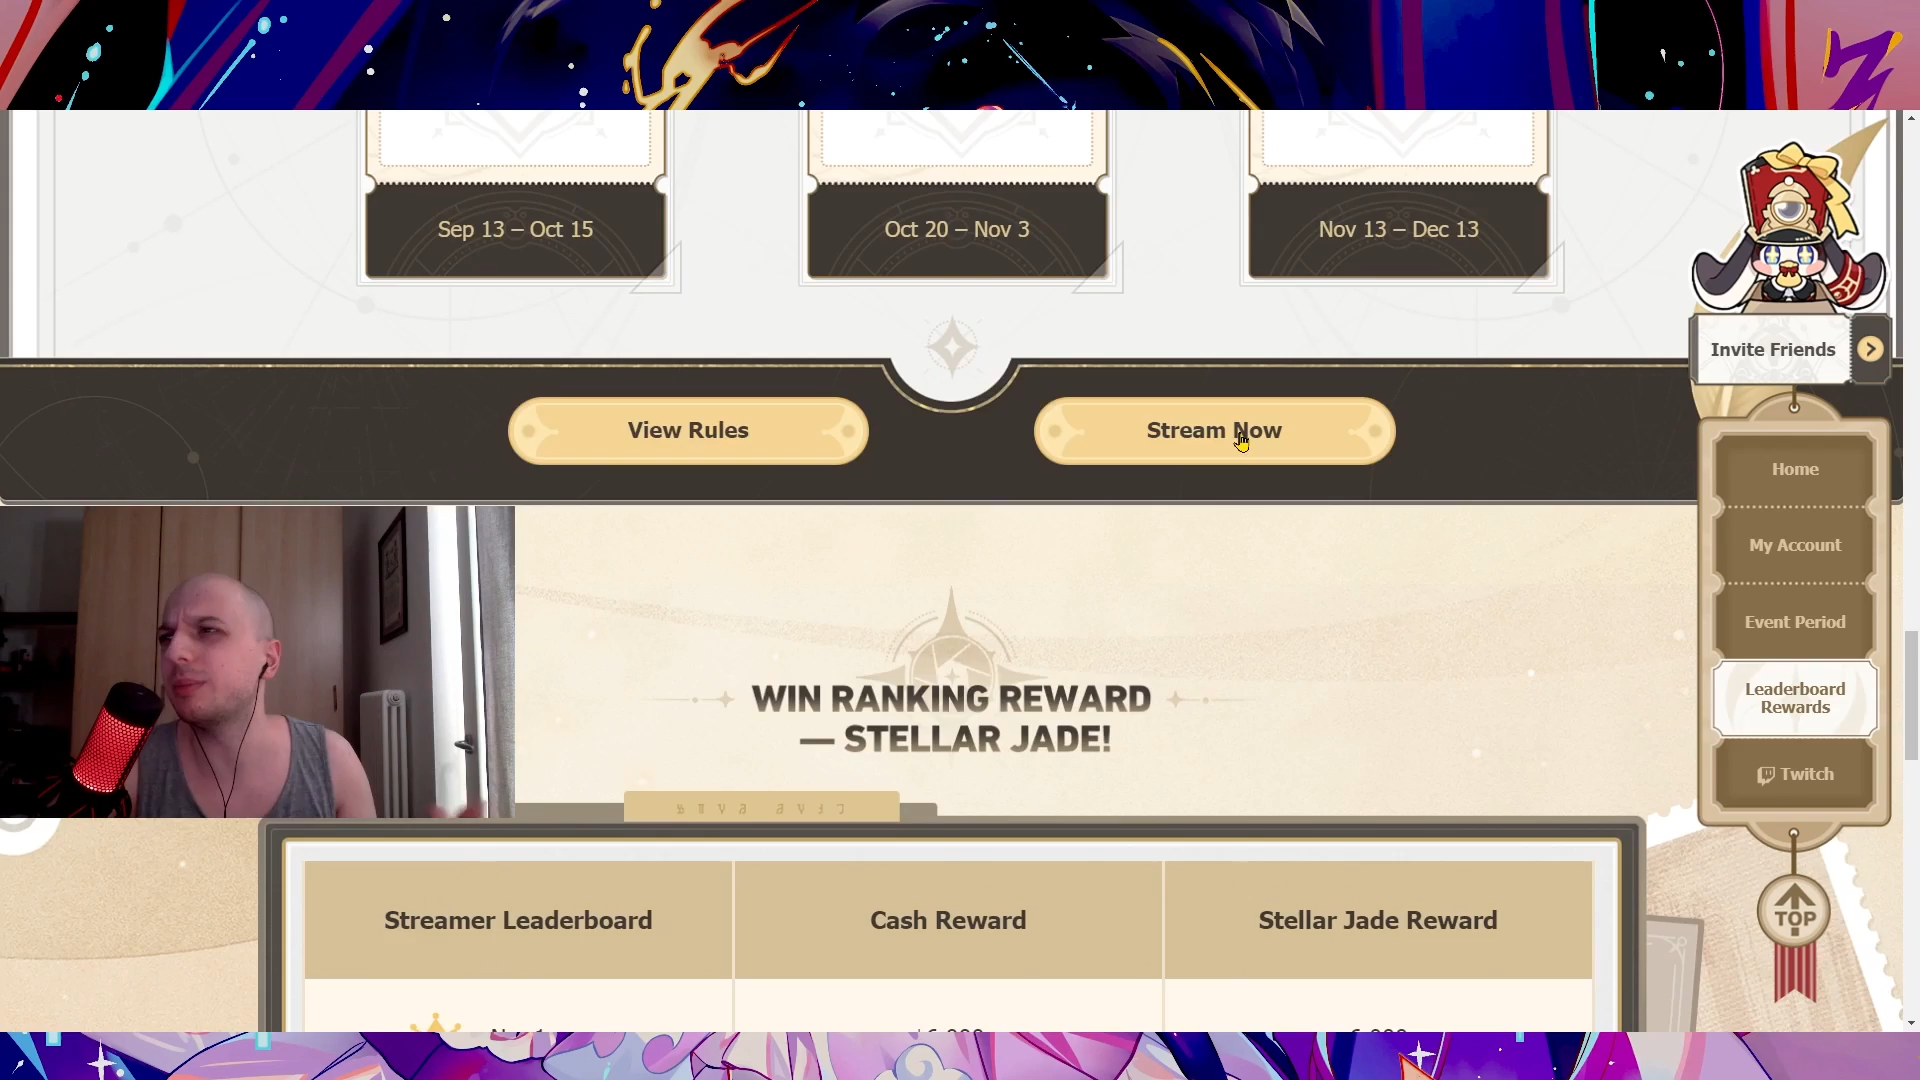 Sep 13 – Oct 15
Oct 20 – Nov 3
Nov 13 – Dec 13
Invite Friends
View Rules
Stream Now
Home
My Account
Event Period
Leaderboard
Rewards
Twitch
WIN RANKING REWARD
— STELLAR JADE!
TOP
Streamer Leaderboard
Cash Reward
Stellar Jade Reward